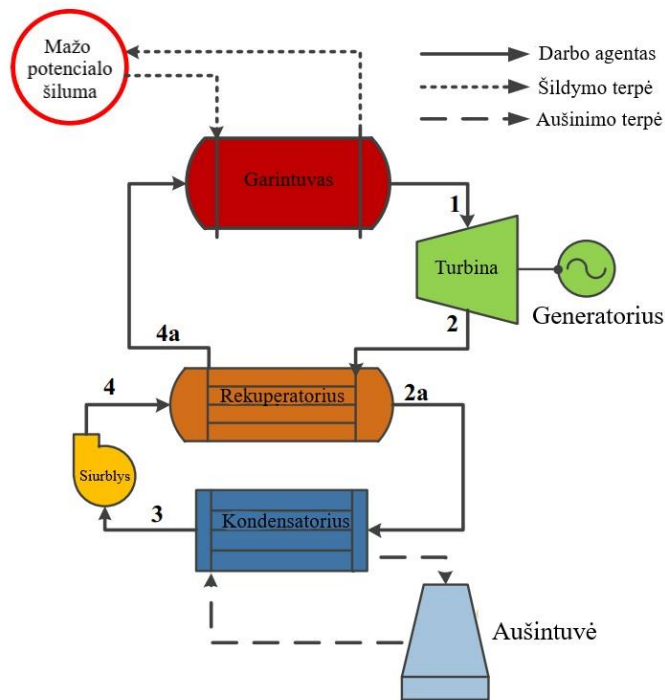 Mažo
potencialo
šiluma
Darbo agentas
Šildymo terpė
Aušinimo terpė
Garintuvas
1
Turbina
Generatorius
2
4a
4
Rekuperatorius
2a
Siurblys
3
Kondensatorius
Aušintuvė